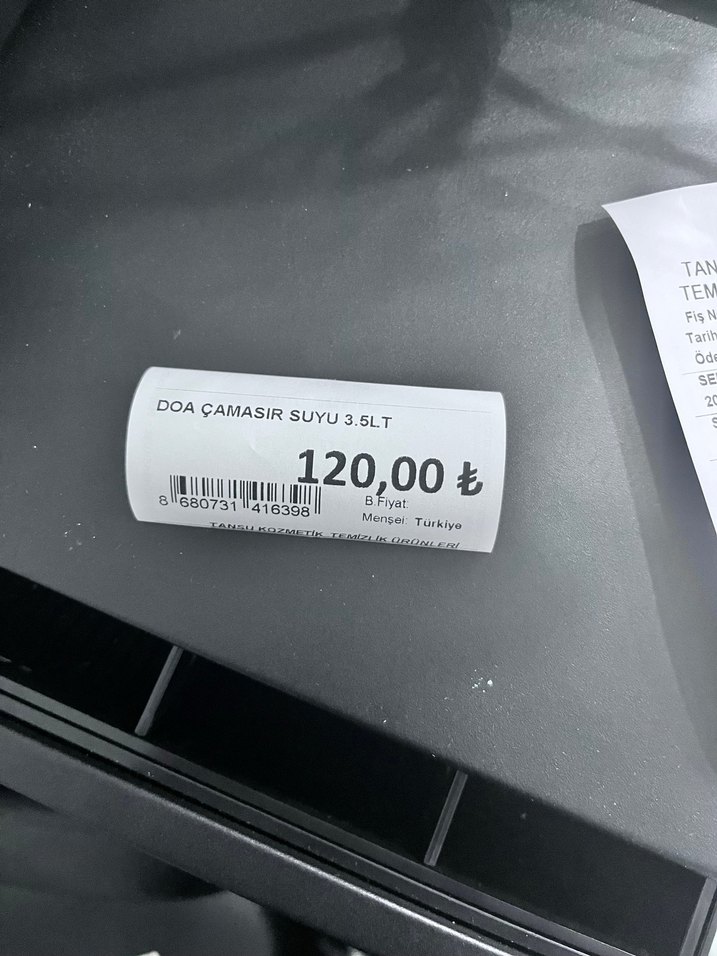 DOA ÇAMASIR SUYU 3.5LT
120,00 ₺
8 680731 416398
B.Fiyat:
Menşei: Türkiye
TANSU KOZMETİK TEMİZLİK ÜRÜNLERİ
TAN
TEM
Fiş N
Tarih
Öde
SE
20
S